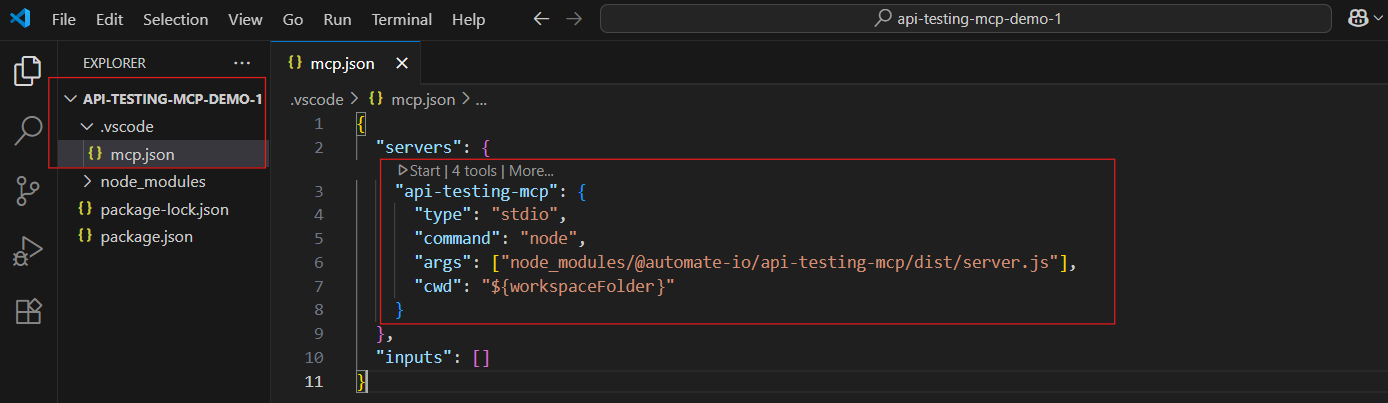 File Edit Selection View Go Run Terminal Help api-testing-mcp-demo-1
EXPLORER
API-TESTING-MCP-DEMO-1
.vscode
mcp.json
node_modules
package-lock.json
package.json
mcp.json
.vscode > mcp.json > ...
1 {
2 "servers": {
Start | 4 tools | More...
3 "api-testing-mcp": {
4 "type": "stdio",
5 "command": "node",
6 "args": ["node_modules/@automate-io/api-testing-mcp/dist/server.js"],
7 "cwd": "${workspaceFolder}"
8 }
9 },
10 "inputs": []
11 }